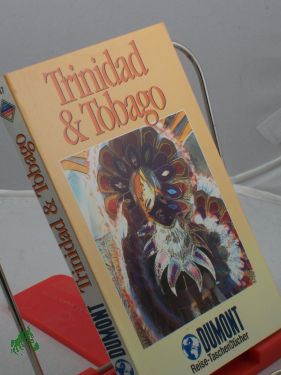 Trinidad
& Tobago
DUMONT
Reise-Taschenbücher
DUMONT Trinidad & Tobago